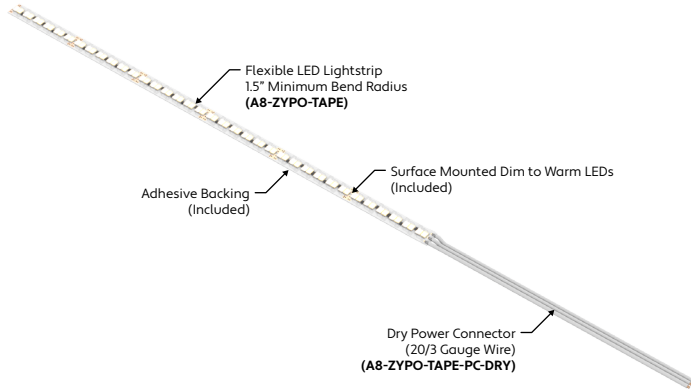 Flexible LED Lightstrip
1.5" Minimum Bend Radius
(A8-ZYPO-TAPE)
Surface Mounted Dim to Warm LEDs
(Included)
Adhesive Backing
(Included)
Dry Power Connector
(20/3 Gauge Wire)
(A8-ZYPO-TAPE-PC-DRY)